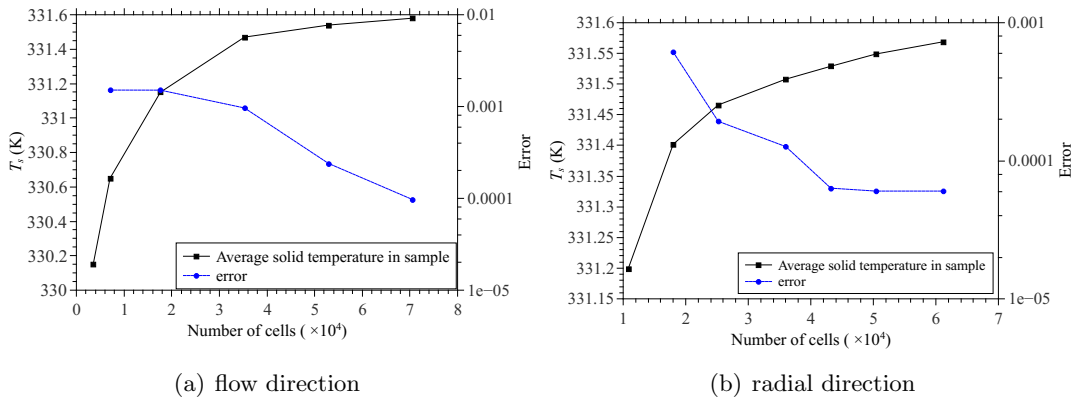 331.6
331.4
331.2
331
330.8
330.6
330.4
330.2
330
T_s (K)
0.01
0.001
0.0001
1e−05
Error
0 1 2 3 4 5 6 7 8
Number of cells ( ×10^4)
Average solid temperature in sample
error
(a) flow direction
331.6
331.55
331.5
331.45
331.4
331.35
331.3
331.25
331.2
331.15
T_s (K)
0.001
0.0001
1e−05
Error
1 2 3 4 5 6 7
Number of cells ( ×10^4)
Average solid temperature in sample
error
(b) radial direction